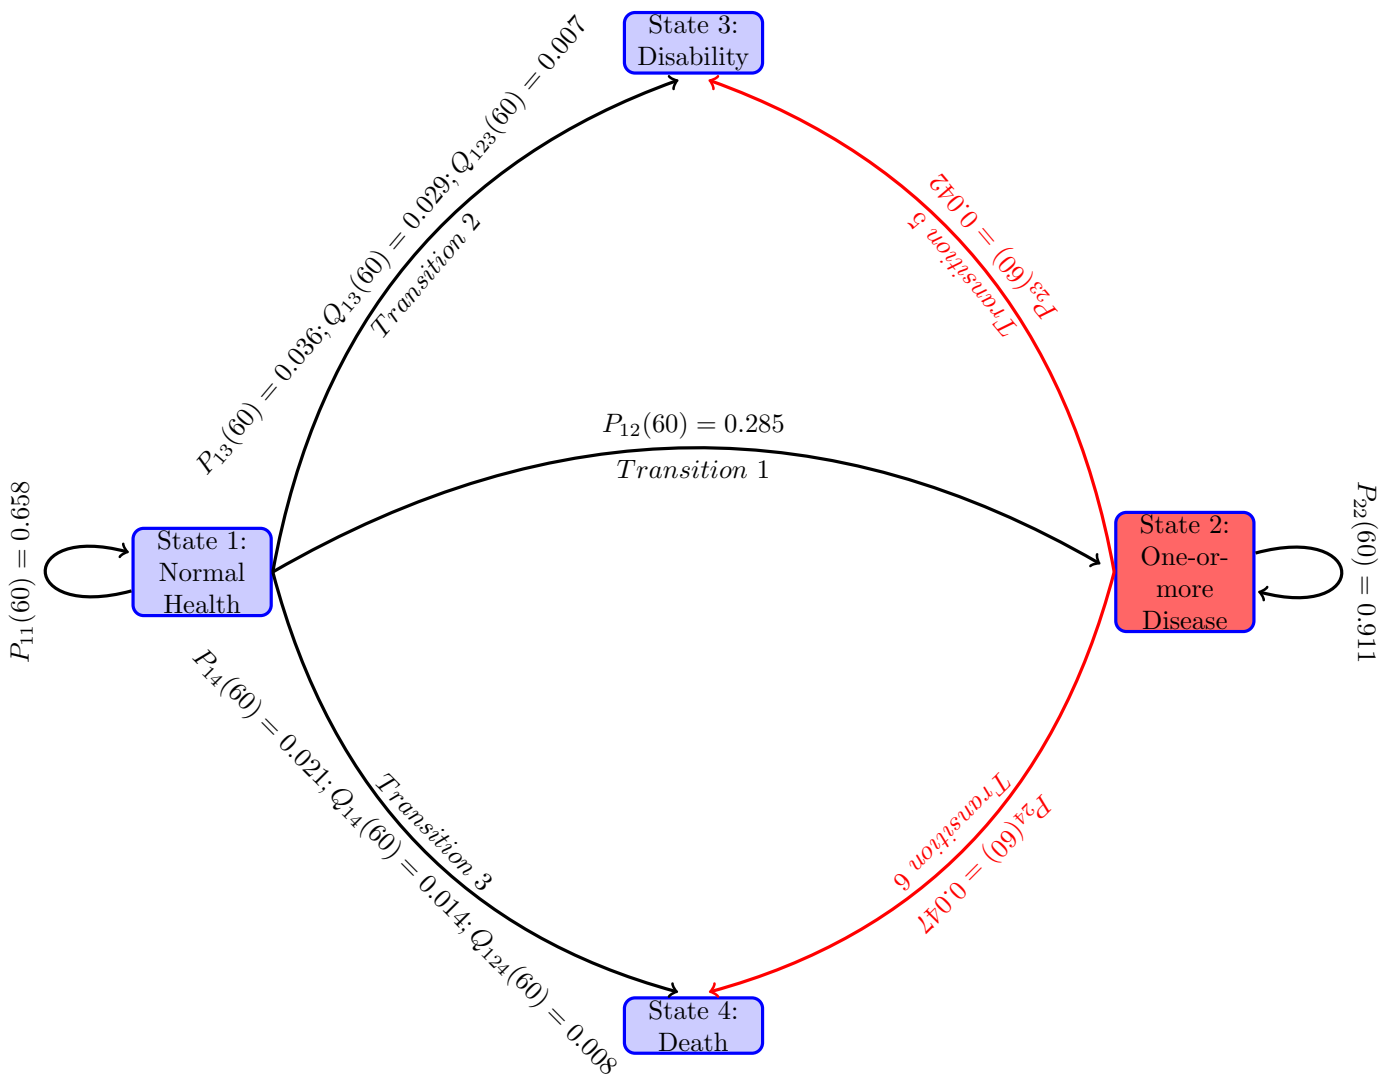 State 3:
Disability
P₁₃(60) = 0.036; Q₁₃(60) = 0.029; Q₁₂₃(60) = 0.007
Transition 2
P₂₃(60) = 0.042
Transition 5
P₁₂(60) = 0.285
Transition 1
P₁₁(60) = 0.658
State 1:
Normal
Health
State 2:
One-or-
more
Disease
P₂₂(60) = 0.911
P₁₄(60) = 0.021; Q₁₄(60) = 0.014; Q₁₂₄(60) = 0.008
Transition 3
Transition 6
P₂₄(60) = 0.047
State 4:
Death